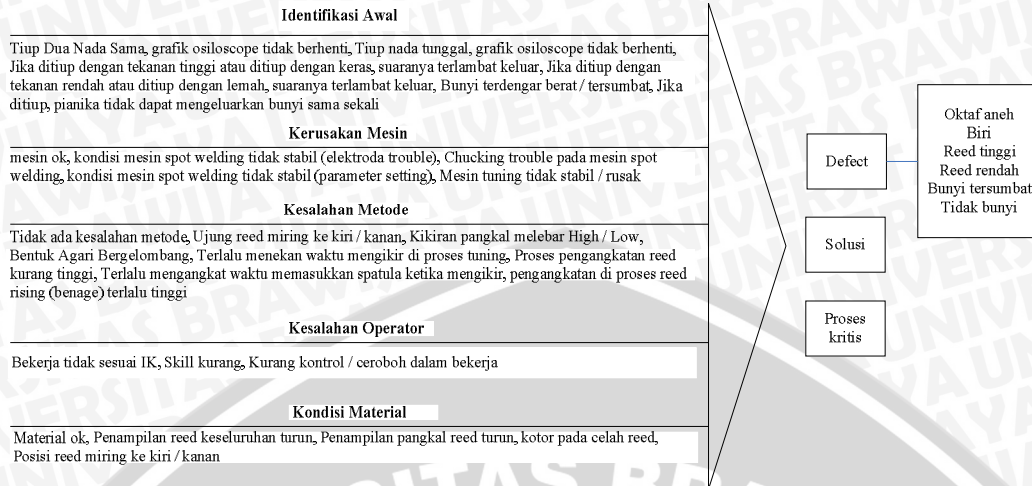 Identifikasi Awal
Tiup Dua Nada Sama, grafik osiloscope tidak berhenti, Tiup nada tunggal, grafik osiloscope tidak berhenti,
Jika ditiup dengan tekanan tinggi atau ditiup dengan keras, suaranya terlambat keluar, Jika ditiup dengan
tekanan rendah atau ditiup dengan lemah, suaranya terlambat keluar, Bunyi terdengar berat / tersumbat, Jika
ditiup, pianika tidak dapat mengeluarkan bunyi sama sekali
Kerusakan Mesin
mesin ok, kondisi mesin spot welding tidak stabil (elektroda trouble), Chucking trouble pada mesin spot
welding, kondisi mesin spot welding tidak stabil (parameter setting), Mesin tuning tidak stabil / rusak
Kesalahan Metode
Tidak ada kesalahan metode, Ujung reed miring ke kiri / kanan, Kikiran pangkal melebar High / Low,
Bentuk Agari Bergelombang, Terlalu menekan waktu mengikir di proses tuning, Proses pengangkatan reed
kurang tinggi, Terlalu mengangkat waktu memasukkan spatula ketika mengikir, pengangkatan di proses reed
rising (benage) terlalu tinggi
Kesalahan Operator
Bekerja tidak sesuai IK, Skill kurang, Kurang kontrol / ceroboh dalam bekerja
Kondisi Material
Material ok, Penampilan reed keseluruhan turun, Penampilan pangkal reed turun, kotor pada celah reed,
Posisi reed miring ke kiri / kanan
Defect
Solusi
Proses
kritis
Oktaf aneh
Biri
Reed tinggi
Reed rendah
Bunyi tersumbat
Tidak bunyi